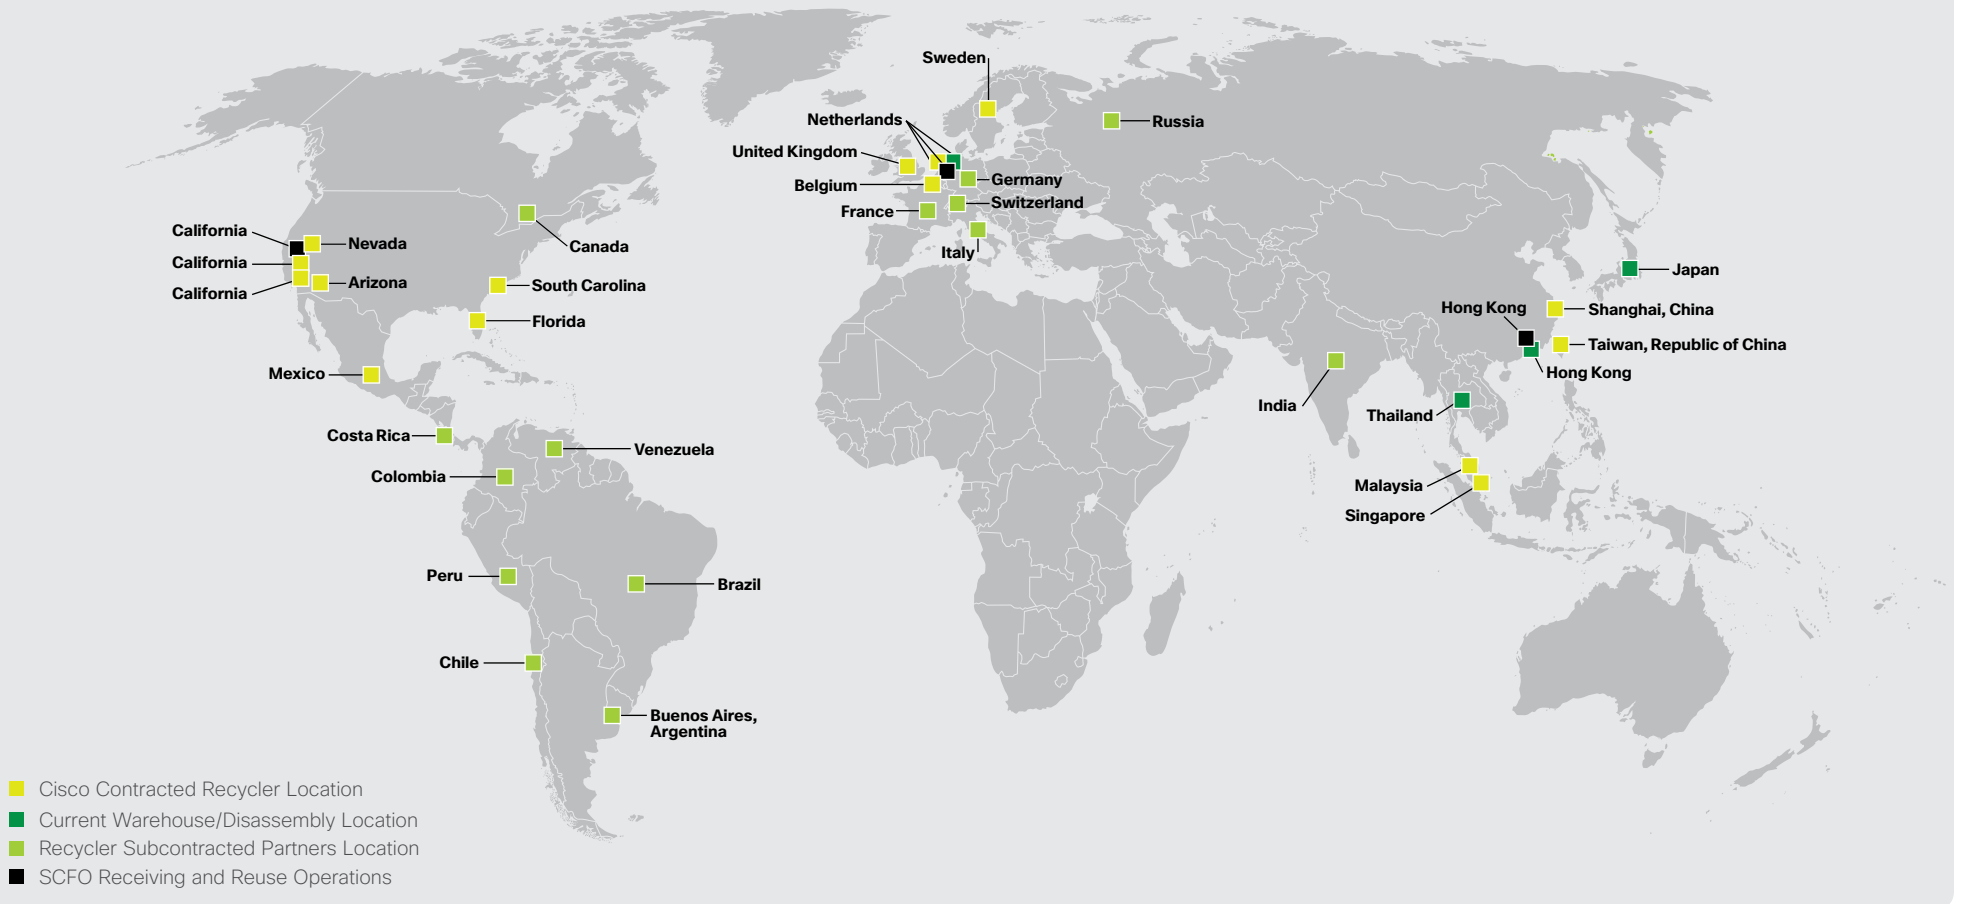 Sweden
Netherlands
Russia
United Kingdom
Belgium
Germany
Switzerland
France
Italy
California
Nevada
Canada
California
Arizona
California
South Carolina
Florida
Mexico
Costa Rica
Venezuela
Colombia
Peru
Brazil
Chile
Buenos Aires,
Argentina
Japan
Hong Kong
Shanghai, China
Taiwan, Republic of China
Hong Kong
India
Thailand
Malaysia
Singapore
Cisco Contracted Recycler Location
Current Warehouse/Disassembly Location
Recycler Subcontracted Partners Location
SCFO Receiving and Reuse Operations